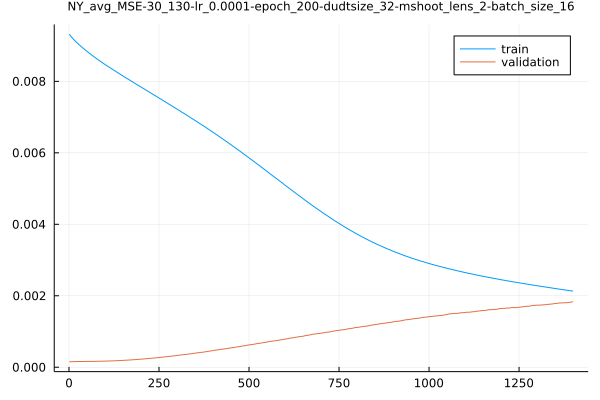 NY_avg_MSE-30_130-lr_0.0001-epoch_200-dudtsize_32-mshoot_lens_2-batch_size_16
train
validation
0.008
0.006
0.004
0.002
0.000
0 250 500 750 1000 1250